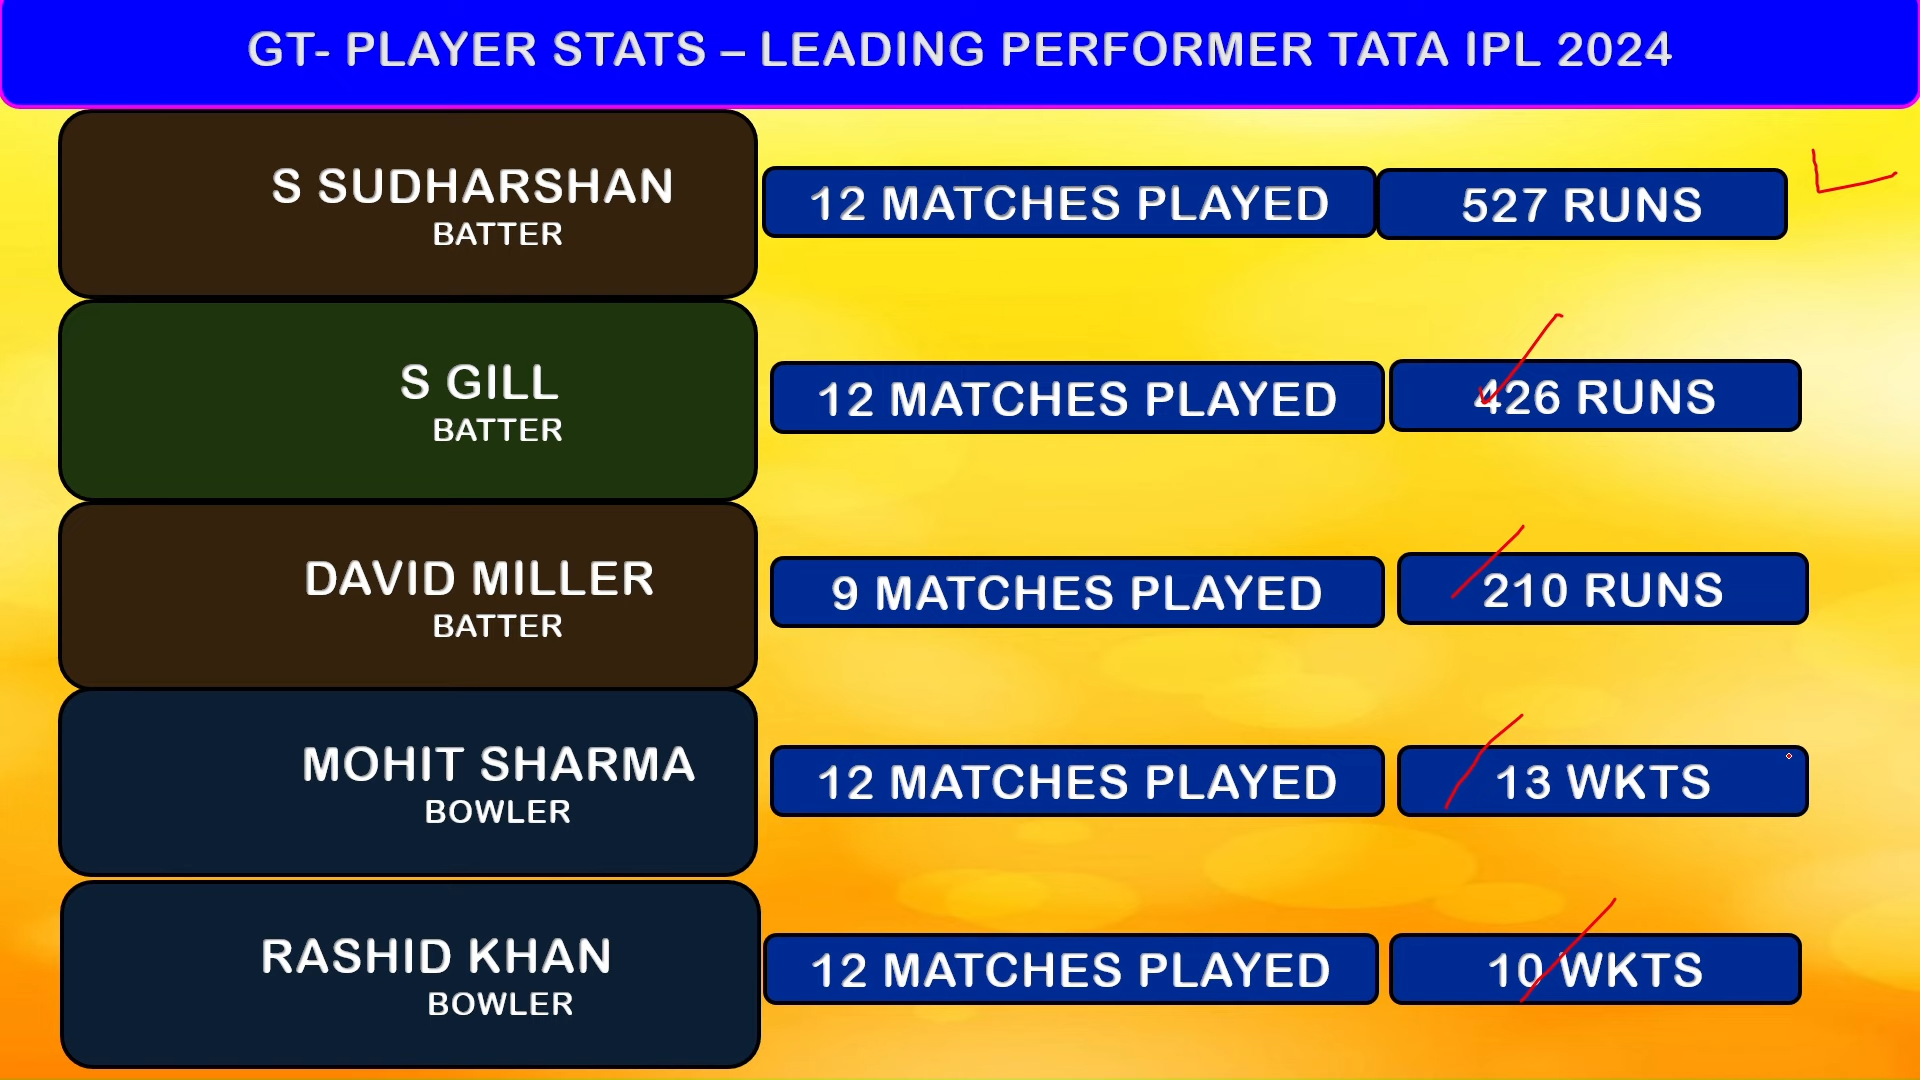 GT- PLAYER STATS – LEADING PERFORMER TATA IPL 2024
S SUDHARSHAN
BATTER
12 MATCHES PLAYED
527 RUNS
S GILL
BATTER
12 MATCHES PLAYED
426 RUNS
DAVID MILLER
BATTER
9 MATCHES PLAYED
210 RUNS
MOHIT SHARMA
BOWLER
12 MATCHES PLAYED
13 WKTS
RASHID KHAN
BOWLER
12 MATCHES PLAYED
10 WKTS